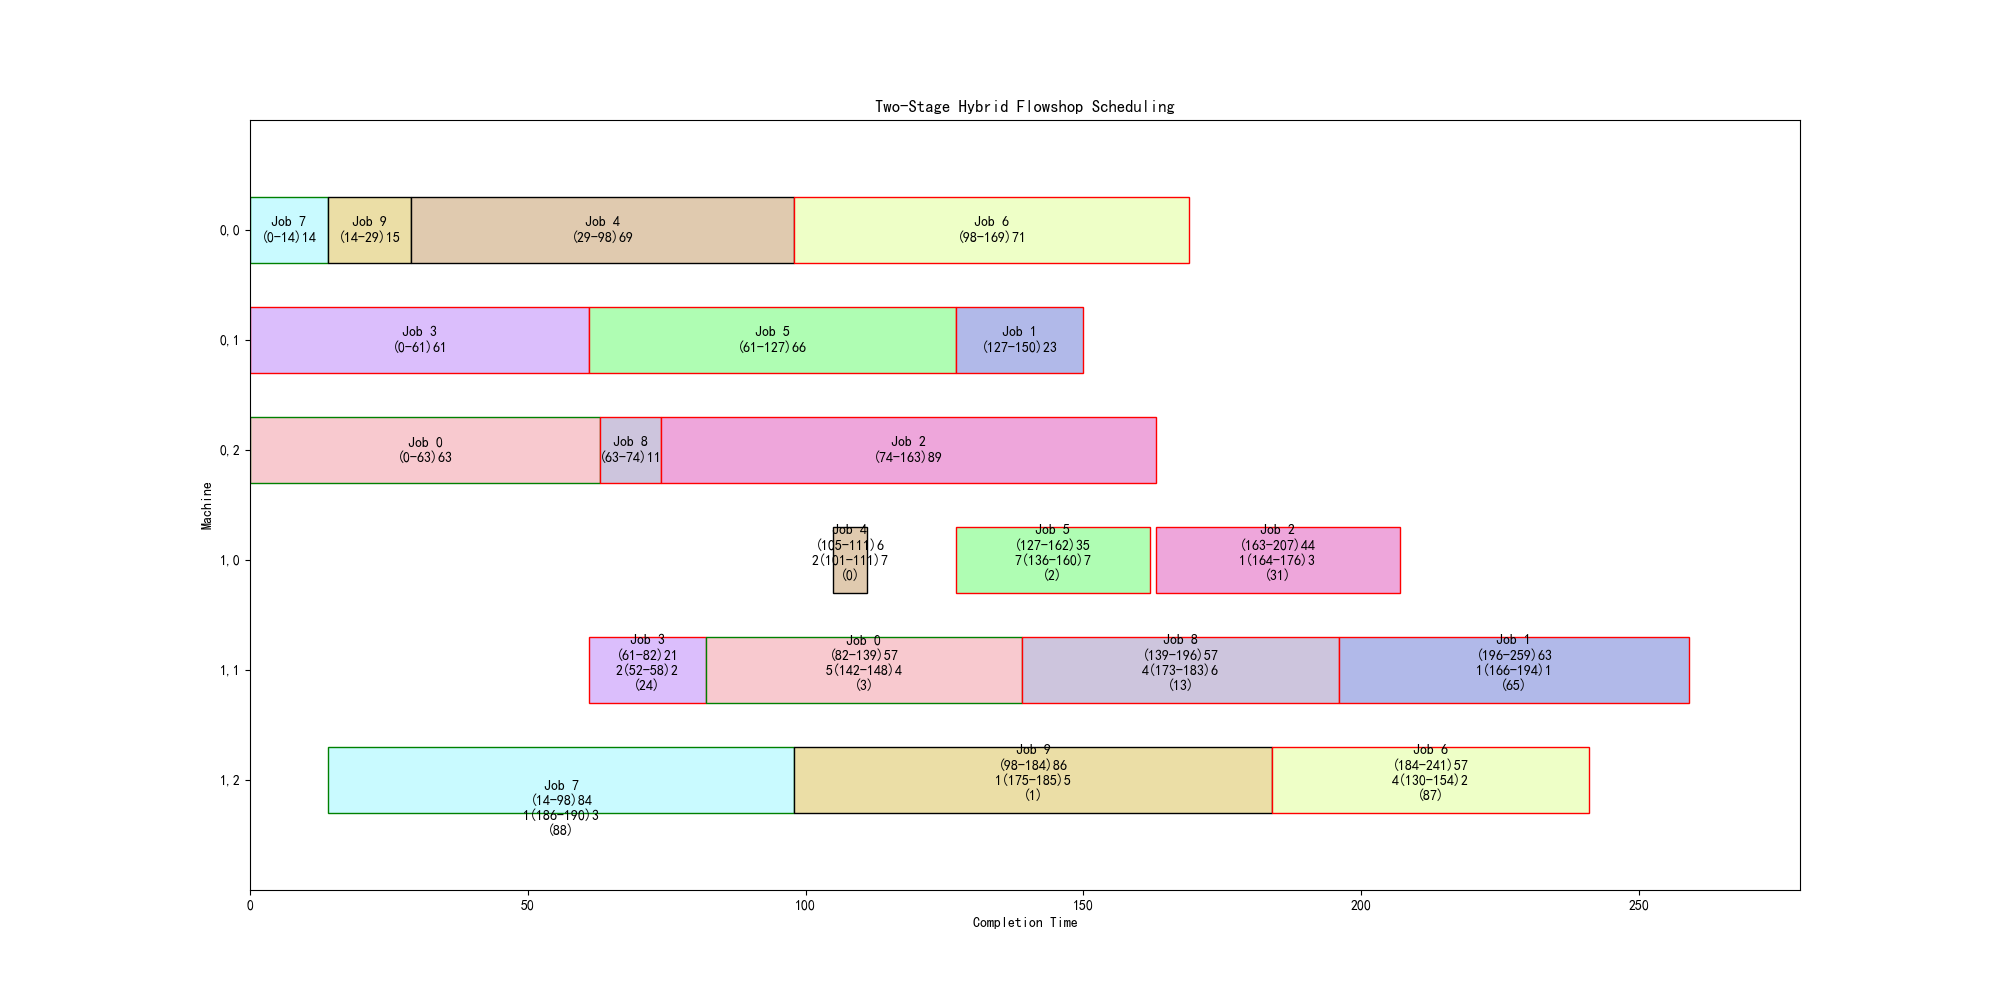 Two-Stage Hybrid Flowshop Scheduling
0,0
Job 7
(0-14)14
Job 9
(14-29)15
Job 4
(29-98)69
Job 6
(98-169)71
0,1
Job 3
(0-61)61
Job 5
(61-127)66
Job 1
(127-150)23
0,2
Job 0
(0-63)63
Job 8
(63-74)11
Job 2
(74-163)89
Machine
1,0
Job 4
(105-111)6
2(101-111)7
(0)
Job 5
(127-162)35
7(136-160)7
(2)
Job 2
(163-207)44
1(164-176)3
(31)
1,1
Job 3
(61-82)21
2(52-58)2
(24)
Job 0
(82-139)57
5(142-148)4
(3)
Job 8
(139-196)57
4(173-183)6
(13)
Job 1
(196-259)63
1(166-194)1
(65)
1,2
Job 7
(14-98)84
1(186-190)3
(88)
Job 9
(98-184)86
1(175-185)5
(1)
Job 6
(184-241)57
4(130-154)2
(87)
0
50
100
150
200
250
Completion Time